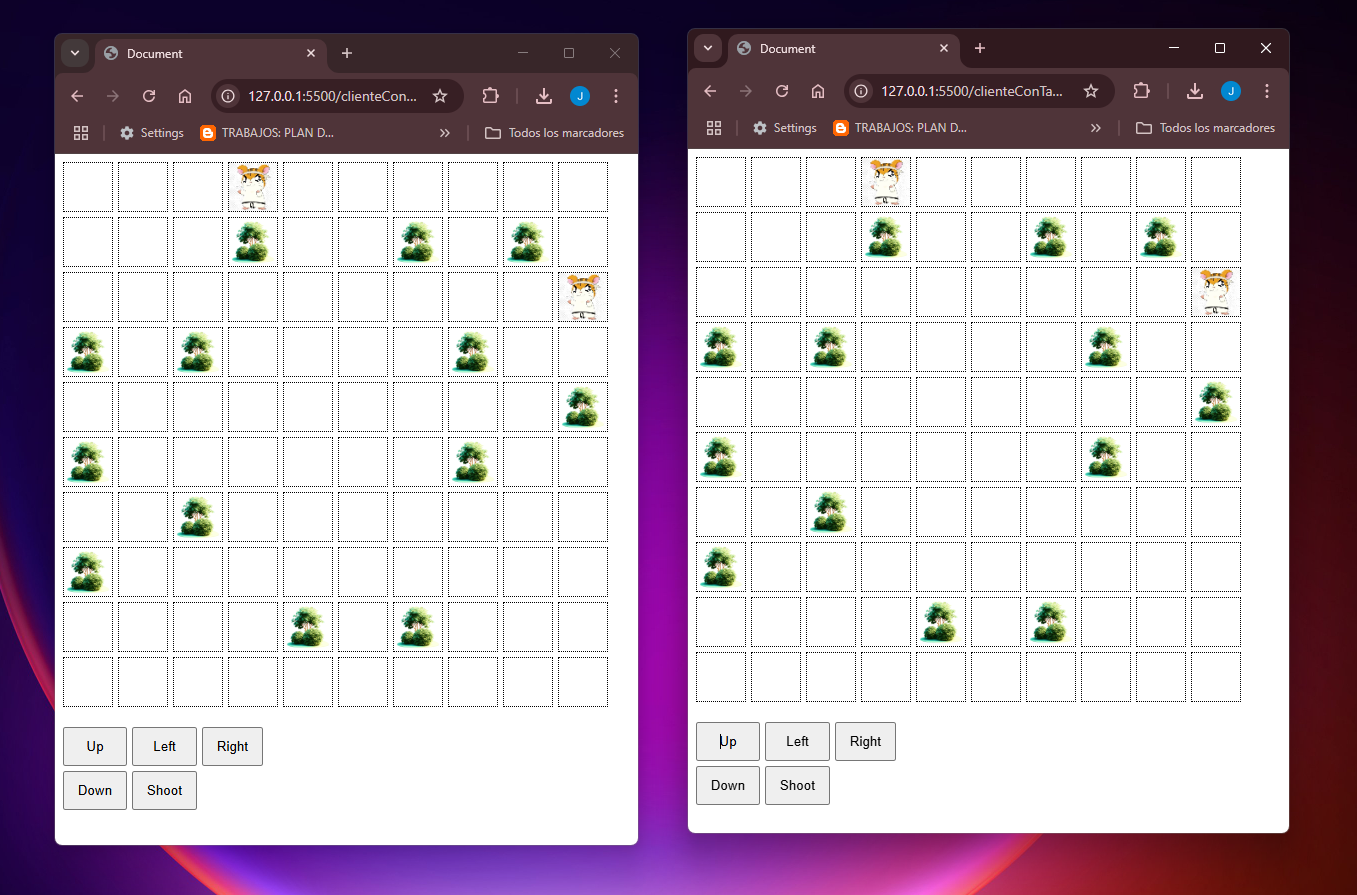 Document
127.0.0.1:5500/clienteCon...
J
Settings
TRABAJOS: PLAN D...
Todos los marcadores
Up
Left
Right
Down
Shoot
Document
127.0.0.1:5500/clienteConTa...
J
Settings
TRABAJOS: PLAN D...
Todos los marcadores
Up
Left
Right
Down
Shoot